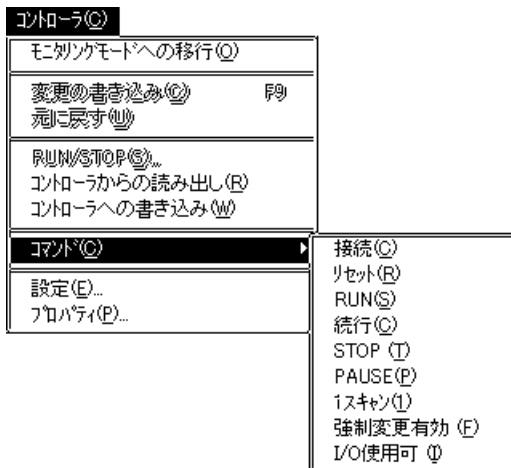 コントローラ(C)
モニタリングモードへの移行(O)
変更の書き込み(C) F9
元に戻す(U)
RUN/STOP(S)...
コントローラからの読み出し(R)
コントローラへの書き込み(W)
コマンド(C)
設定(E)...
プロパティ(P)...
接続(C)
リセット(R)
RUN(S)
続行(C)
STOP (T)
PAUSE(P)
1スキャン(1)
強制変更有効 (F)
I/O使用可 (I)